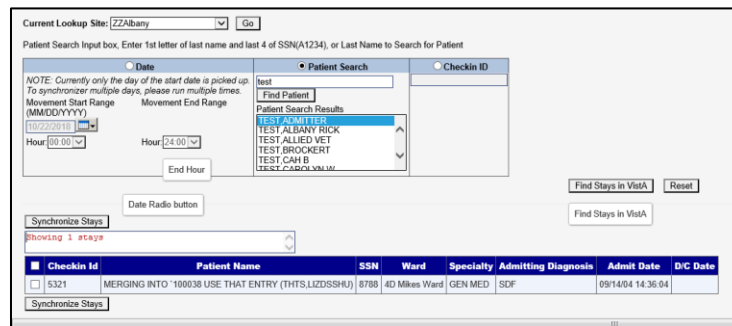 Current Lookup Site: ZZAlbany Go
Patient Search Input box, Enter 1st letter of last name and last 4 of SSN(A1234), or Last Name to Search for Patient
Date Patient Search Checkin ID
NOTE: Currently only the day of the start date is picked up.
To synchronizer multiple days, please run multiple times.
Movement Start Range Movement End Range
(MM/DD/YYYY)
10/22/2018
Hour: 00:00 Hour: 24:00
test
Find Patient
Patient Search Results
TEST,ADMITTER
TEST,ALBANY RICK
TEST,ALLIED VET
TEST,BROCKERT
TEST,CAH B
TEST,CAROLYN W
End Hour
Find Stays in VistA Reset
Date Radio button
Find Stays in VistA
Synchronize Stays
Showing 1 stays
Checkin Id Patient Name SSN Ward Specialty Admitting Diagnosis Admit Date D/C Date
5321 MERGING INTO `100038 USE THAT ENTRY (THTS,LIZDSSHU) 8788 4D Mikes Ward GEN MED SDF 09/14/04 14:36:04
Synchronize Stays